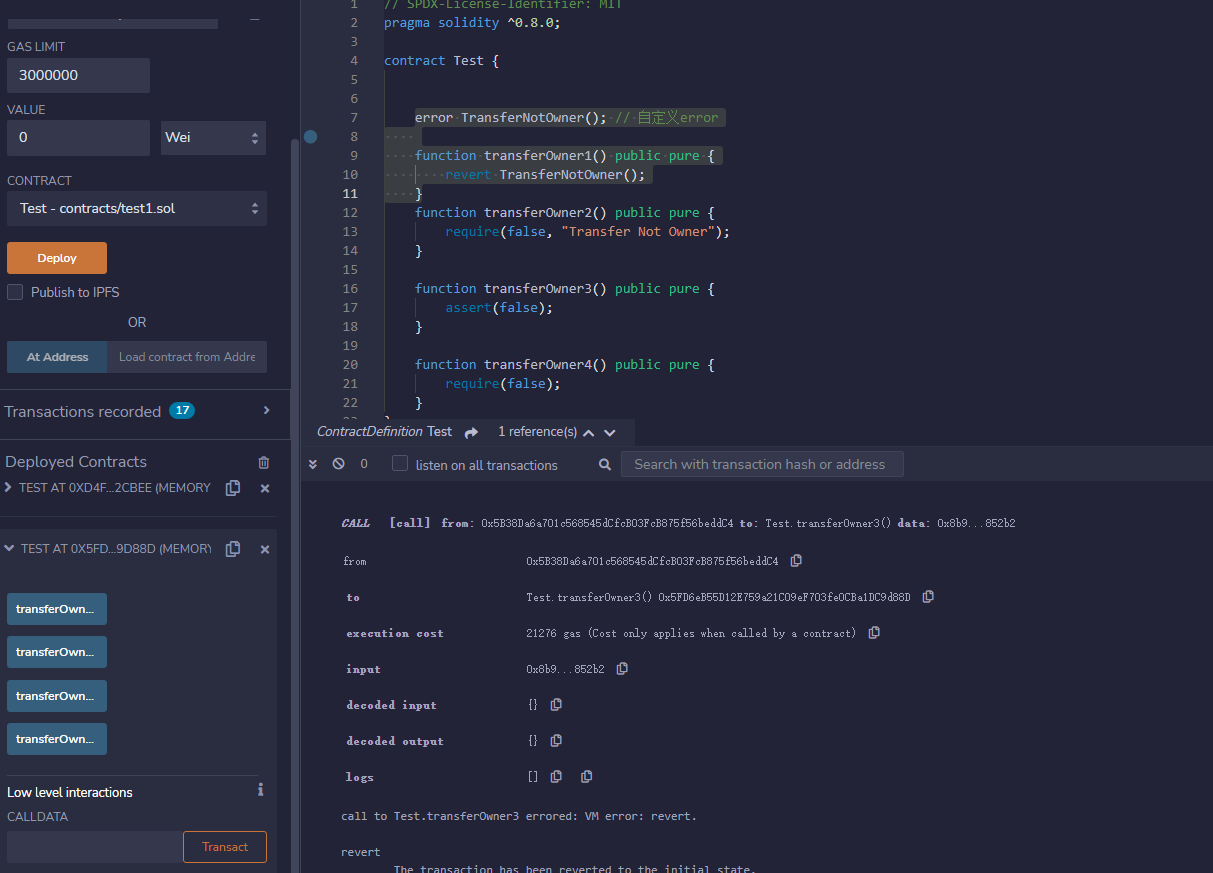 GAS LIMIT
3000000
VALUE
0
Wei
CONTRACT
Test - contracts/test1.sol
Deploy
Publish to IPFS
OR
At Address
Load contract from Addre
Transactions recorded 17
Deployed Contracts
TEST AT 0XD4F...2CBEE (MEMORY
TEST AT 0X5FD...9D88D (MEMORY
transferOwn...
transferOwn...
transferOwn...
transferOwn...
Low level interactions
CALLDATA
Transact
1 // SPDX-License-Identifier: MIT
2 pragma solidity ^0.8.0;
3
4 contract Test {
5
6
7 error TransferNotOwner(); // 自定义error
8
9 function transferOwner1() public pure {
10 revert TransferNotOwner();
11 }
12 function transferOwner2() public pure {
13 require(false, "Transfer Not Owner");
14 }
15
16 function transferOwner3() public pure {
17 assert(false);
18 }
19
20 function transferOwner4() public pure {
21 require(false);
22 }
ContractDefinition Test 1 reference(s)
0 listen on all transactions Search with transaction hash or address
CALL [call] from: 0x5B38Da6a701c568545dCfcB03FcB875f56beddC4 to: Test.transferOwner3() data: 0x8b9...852b2
from 0x5B38Da6a701c568545dCfcB03FcB875f56beddC4
to Test.transferOwner3() 0x5FD6eB55D12E759a21C09eF703fe0CBa1DC9d88D
execution cost 21276 gas (Cost only applies when called by a contract)
input 0x8b9...852b2
decoded input {}
decoded output {}
logs []
call to Test.transferOwner3 errored: VM error: revert.
revert
The transaction has been reverted to the initial state.